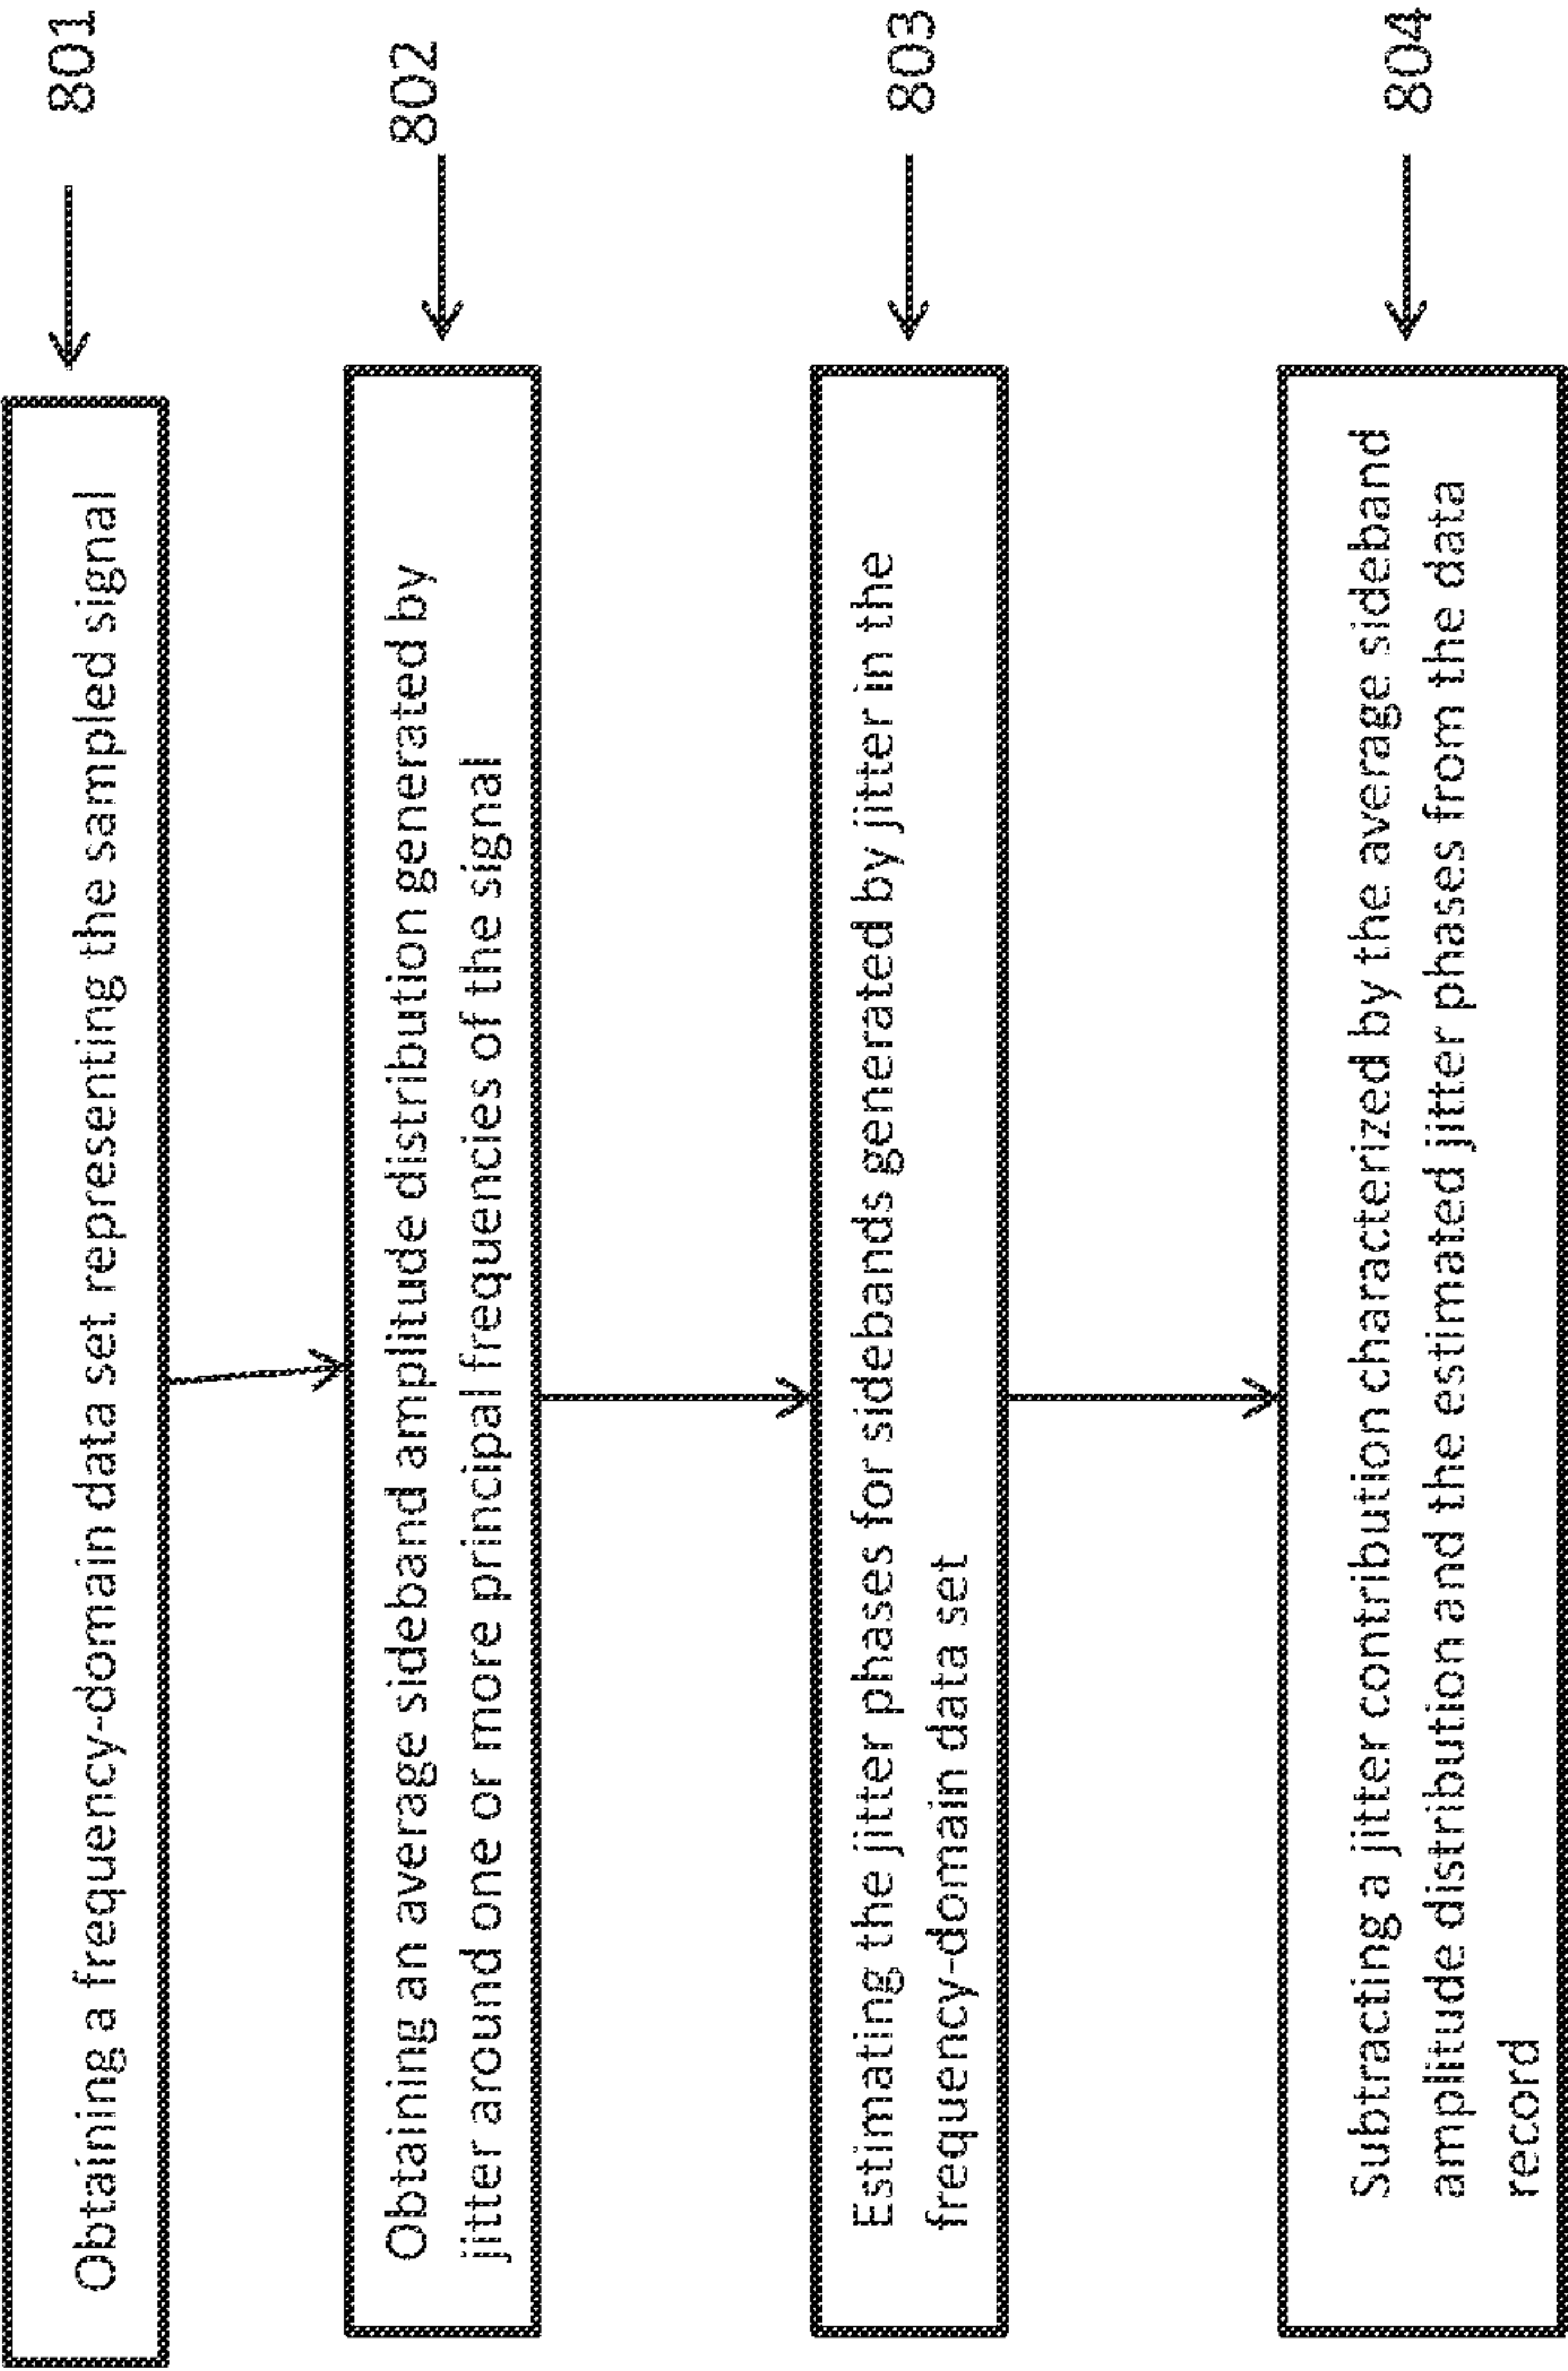 Obtaining a frequency-domain data set representing the sampled signal
801
Obtaining an average sideband amplitude distribution generated by
jitter around one or more principal frequencies of the signal
802
Estimating the jitter phases for sidebands generated by jitter in the
frequency-domain data set
803
Subtracting a jitter contribution characterized by the average sideband
amplitude distribution and the estimated jitter phases from the data
record
804